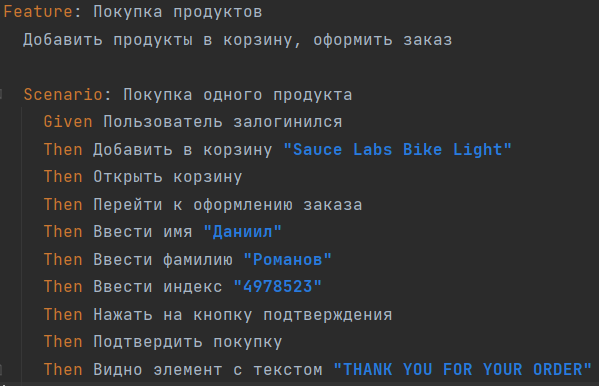 Feature: Покупка продуктов
Добавить продукты в корзину, оформить заказ
Scenario: Покупка одного продукта
Given Пользователь залогинился
Then Добавить в корзину "Sauce Labs Bike Light"
Then Открыть корзину
Then Перейти к оформлению заказа
Then Ввести имя "Даниил"
Then Ввести фамилию "Романов"
Then Ввести индекс "4978523"
Then Нажать на кнопку подтверждения
Then Подтвердить покупку
Then Видно элемент с текстом "THANK YOU FOR YOUR ORDER"